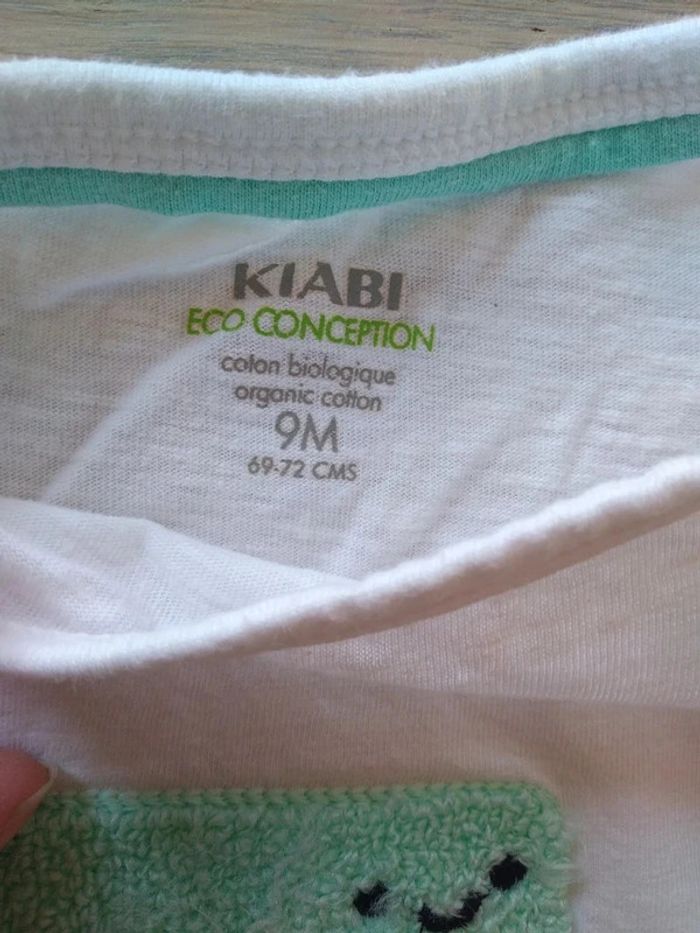 KIABI
ECO CONCEPTION
coton biologique
organic cotton
9M
69-72 CMS